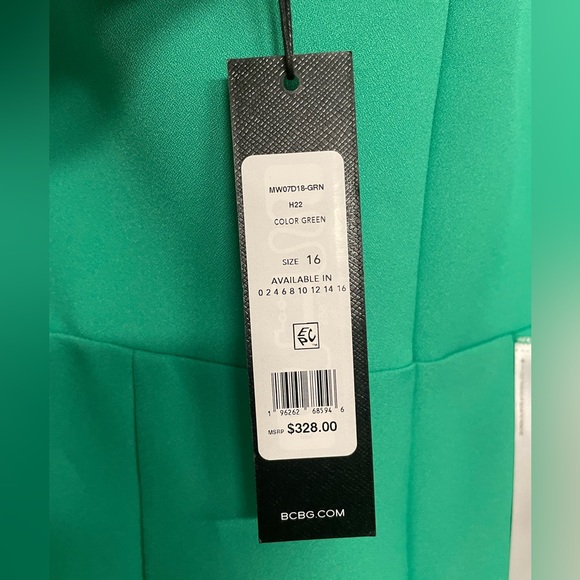 MW07D18-GRN
H22
COLOR GREEN
SIZE 16
AVAILABLE IN
0 2 4 6 8 10 12 14 16
EPC™
1 96262 68594 6
MSRP $328.00
BCBG.COM